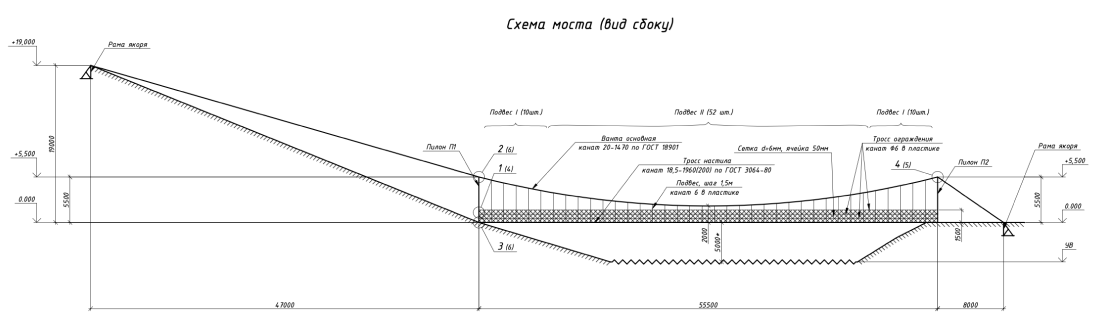 Схема моста (вид сбоку)
+19,000
Рама якоря
Подвес I (10шт.)
Подвес II (52 шт.)
Подвес I (10шт.)
Ванта основная
канат 20-1470 по ГОСТ 18901
Сетка d=6мм, ячейка 50мм
Трос ограждения
канат Ф6 в пластике
Трос настила
канат 18,5-1960(200) по ГОСТ 3064-80
Подвес, шаг 1,5м
канат 6 в пластике
Пилон П1
2 (6)
1 (4)
3 (6)
4 (5)
Пилон П2
Рама якоря
+5,500
0.000
+5,500
0.000
УВ
19000
5500
2000
5000*
1500
5500
47000
55500
8000